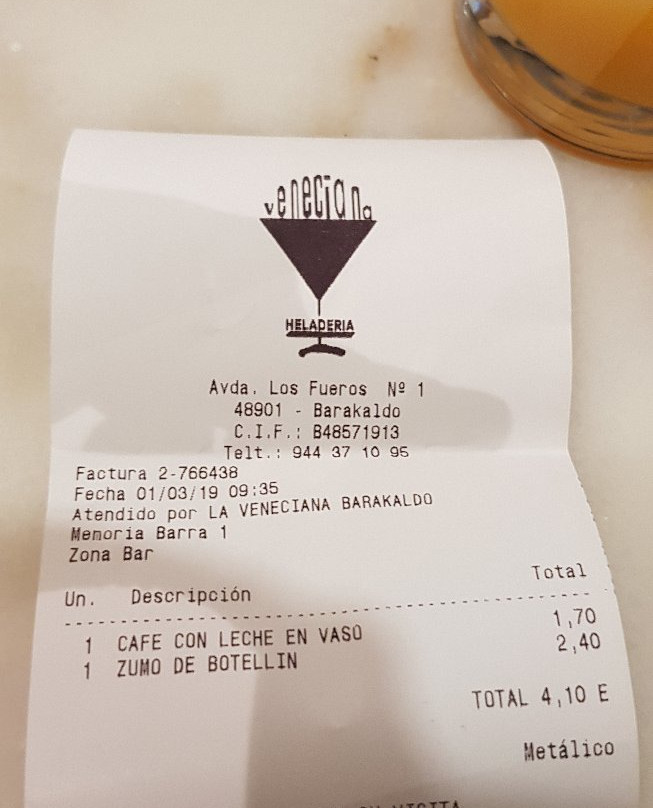 veneciana
HELADERIA
Avda. Los Fueros Nº 1
48901 - Barakaldo
C.I.F.: B48571913
Telt.: 944 37 10 95
Factura 2-766438
Fecha 01/03/19 09:35
Atendido por LA VENECIANA BARAKALDO
Memoria Barra 1
Zona Bar
Un. Descripción Total
1 CAFE CON LECHE EN VASO 1,70
1 ZUMO DE BOTELLIN 2,40
TOTAL 4,10 E
Metálico
VISITA